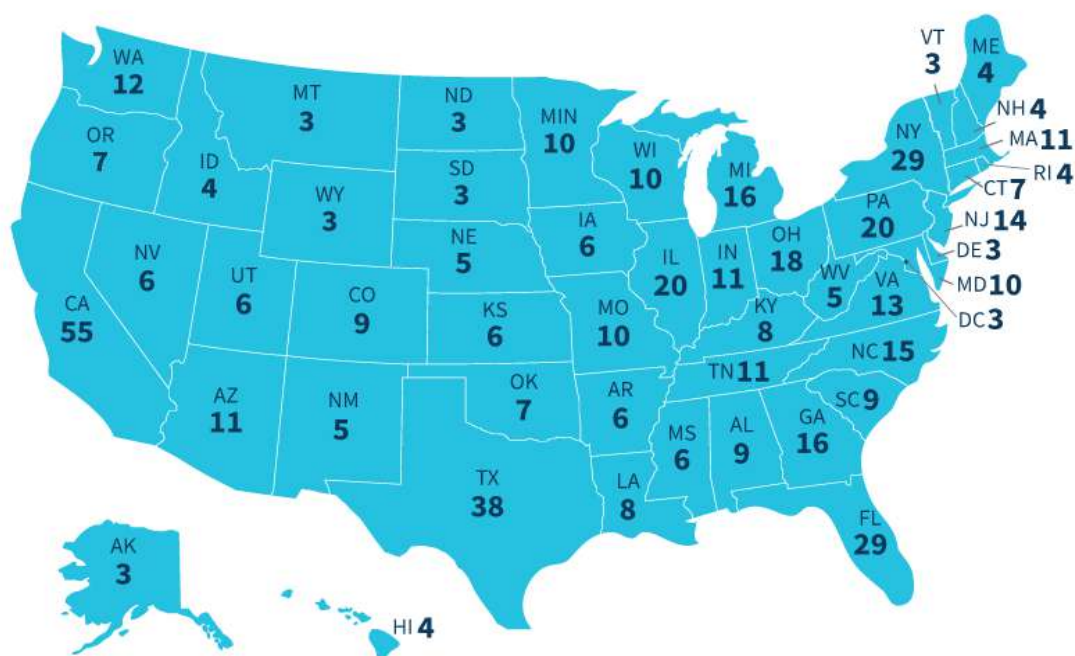 WA
12
OR
7
CA
55
NV
6
ID
4
MT
3
WY
3
UT
6
AZ
11
CO
9
NM
5
ND
3
SD
3
NE
5
KS
6
OK
7
TX
38
MIN
10
IA
6
MO
10
AR
6
LA
8
WI
10
IL
20
MI
16
IN
11
OH
18
KY
8
TN 11
MS
6
AL
9
GA
16
FL
29
SC 9
NC 15
VA
13
WV
5
PA
20
NY
29
VT
3
ME
4
NH 4
MA 11
RI 4
CT 7
NJ 14
DE 3
MD 10
DC 3
AK
3
HI 4